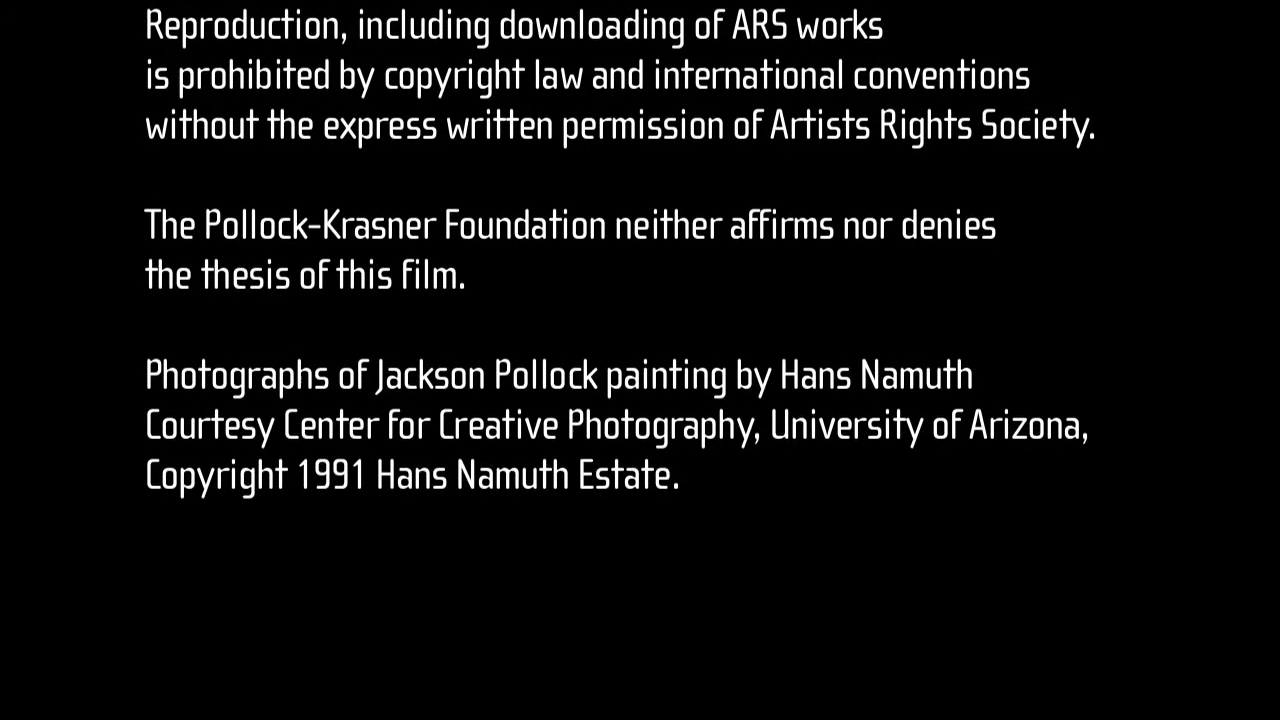 Reproduction, including downloading of ARS works
is prohibited by copyright law and international conventions
without the express written permission of Artists Rights Society.
The Pollock-Krasner Foundation neither affirms nor denies
the thesis of this film.
Photographs of Jackson Pollock painting by Hans Namuth
Courtesy Center for Creative Photography, University of Arizona,
Copyright 1991 Hans Namuth Estate.